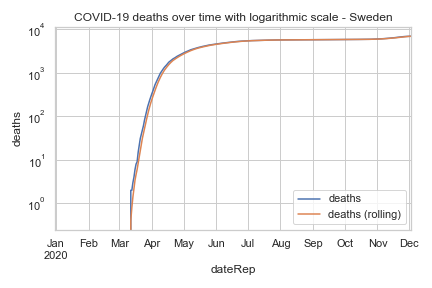 COVID-19 deaths over time with logarithmic scale - Sweden
10⁴
10³
10²
10¹
10⁰
deaths
deaths
deaths (rolling)
Jan Feb Mar Apr May Jun Jul Aug Sep Oct Nov Dec
2020
dateRep